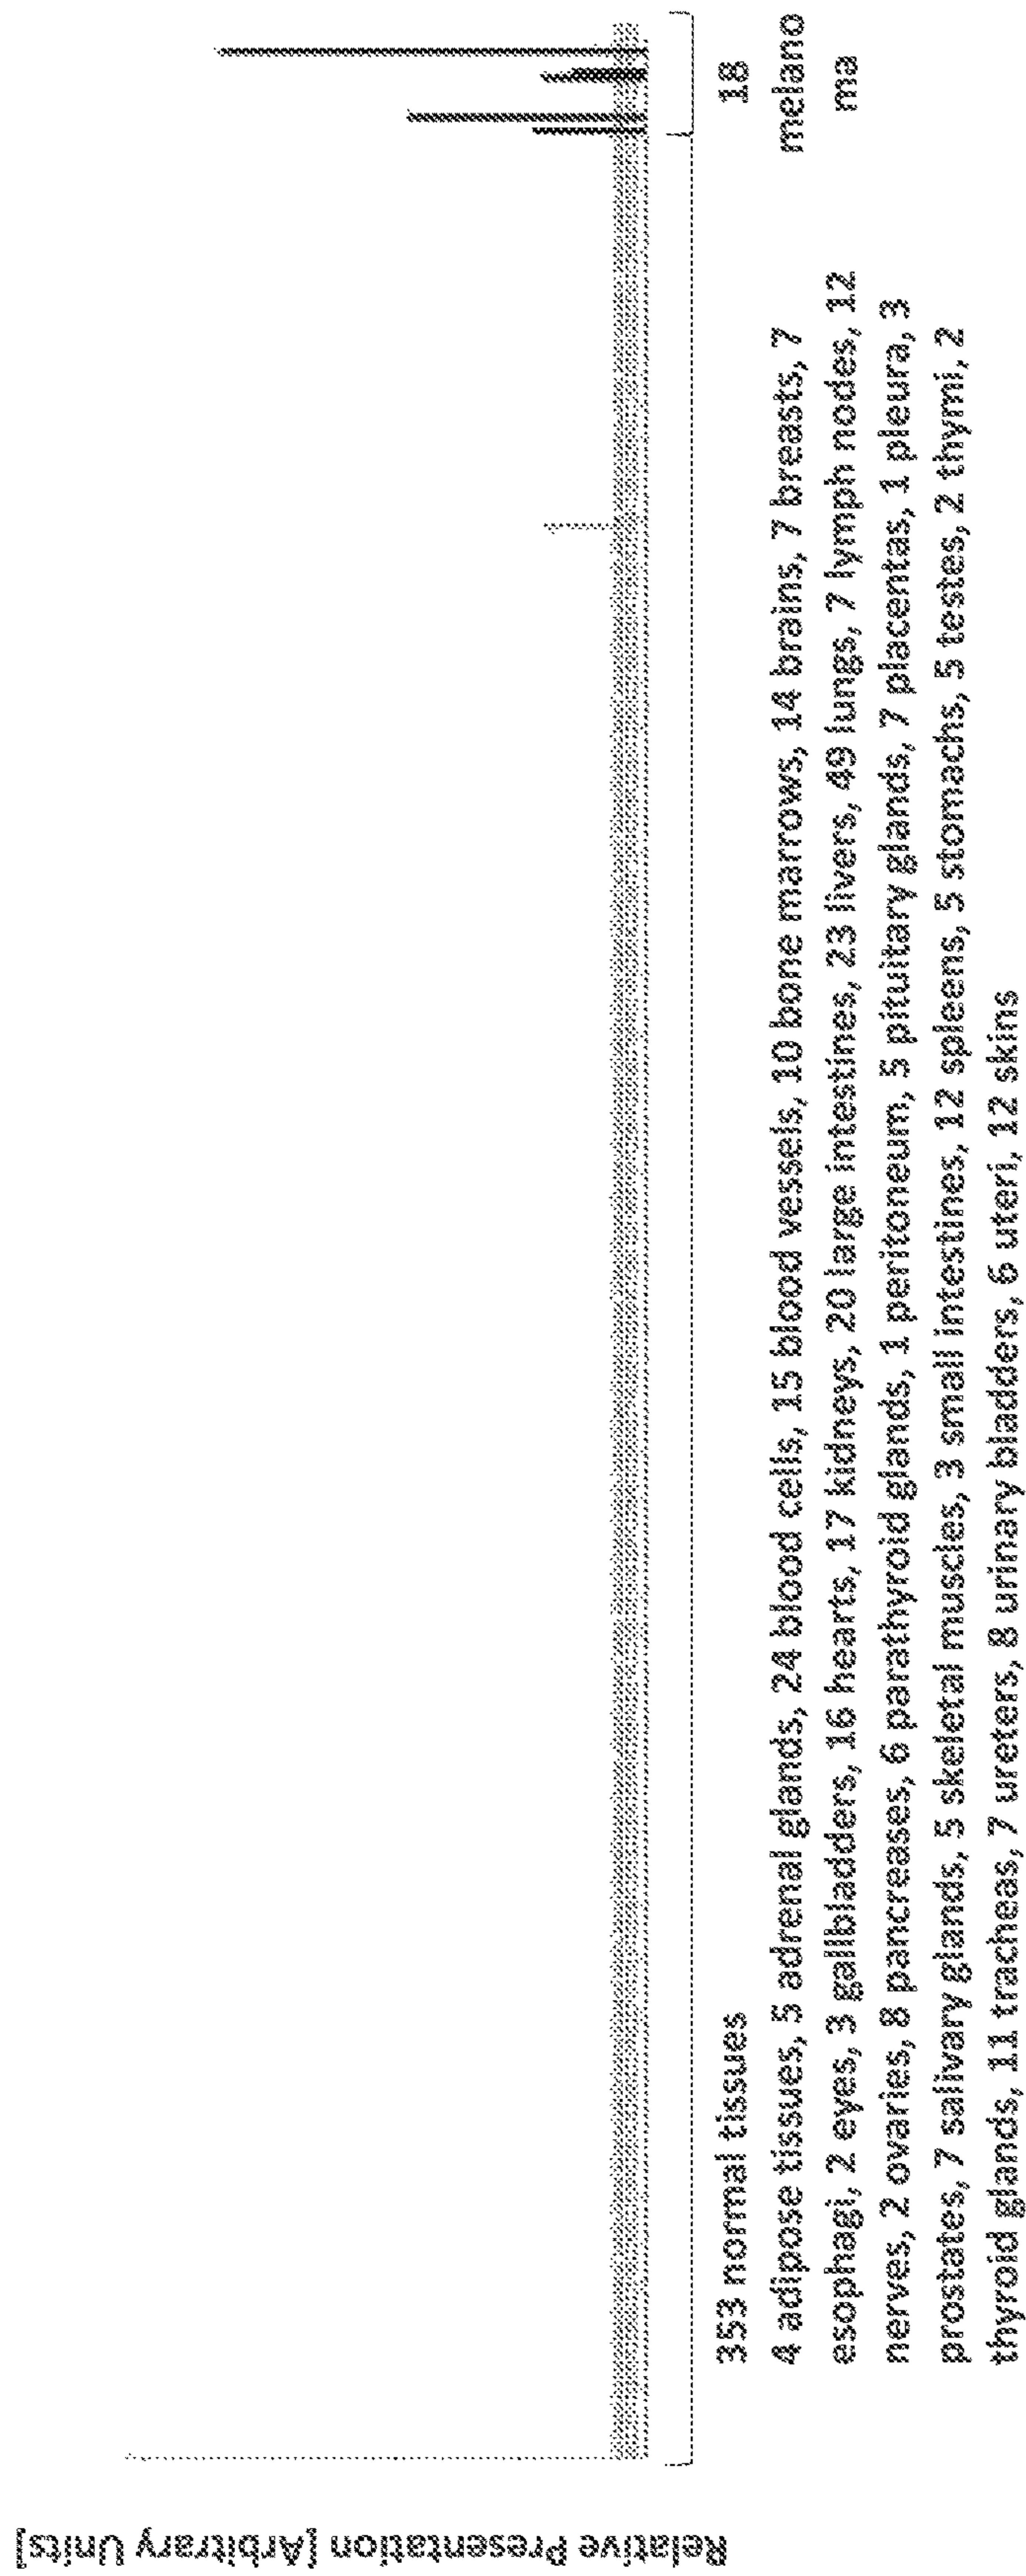 Relative Presentation [Arbitrary Units]
353 normal tissues
4 adipose tissues, 5 adrenal glands, 24 blood cells, 15 blood vessels, 10 bone marrows, 14 brains, 7 breasts, 7
esophagi, 2 eyes, 3 gallbladders, 16 hearts, 17 kidneys, 20 large intestines, 23 livers, 49 lungs, 7 lymph nodes, 12
nerves, 2 ovaries, 8 pancreases, 6 parathyroid glands, 1 peritoneum, 5 pituitary glands, 7 placentas, 1 pleura, 3
prostates, 7 salivary glands, 5 skeletal muscles, 3 small intestines, 12 spleens, 5 stomachs, 5 testes, 2 thymi, 2
thyroid glands, 11 tracheas, 7 ureters, 8 urinary bladders, 6 uteri, 12 skins
18
melano
ma